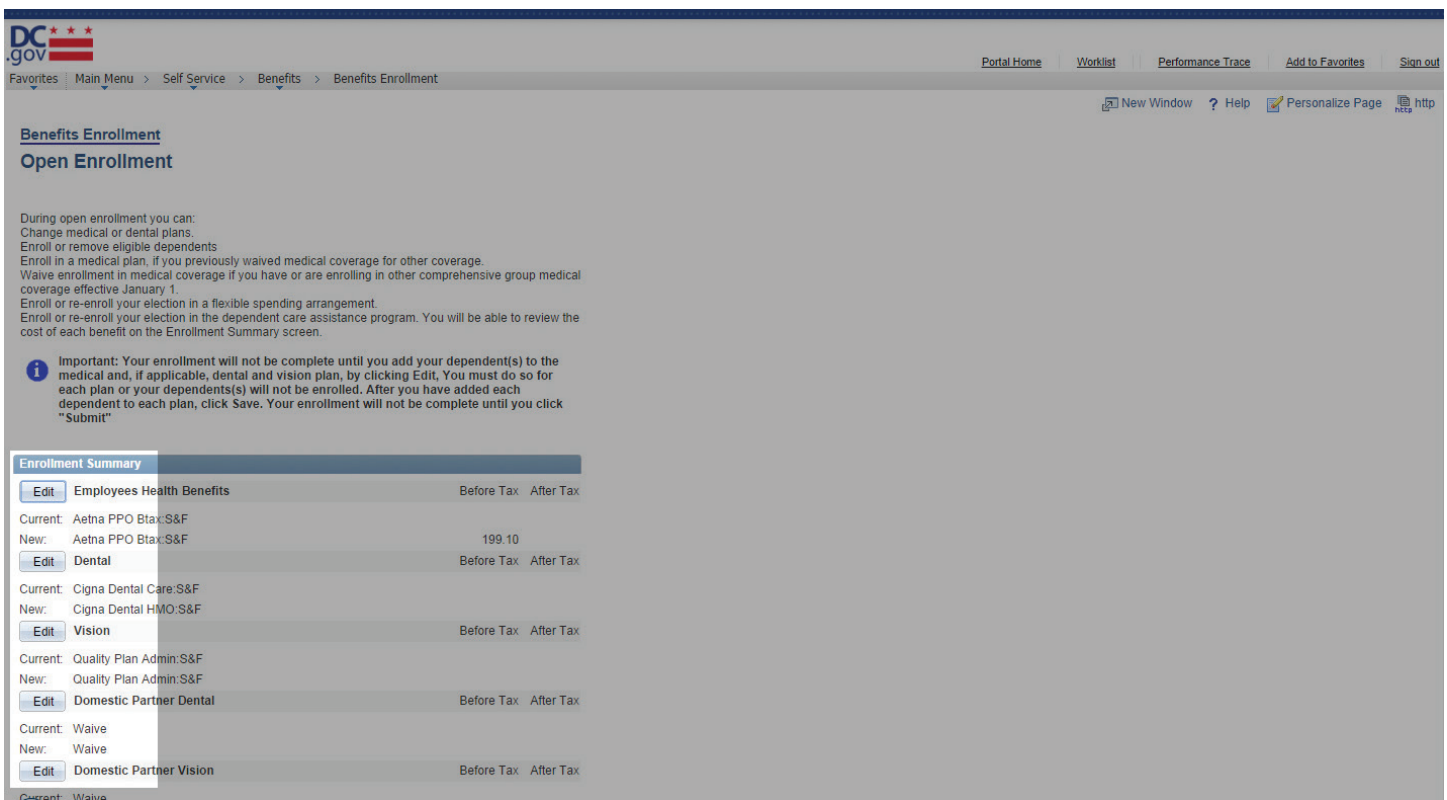 DC
.gov
Portal Home Worklist Performance Trace Add to Favorites Sign out
Favorites Main Menu > Self Service > Benefits > Benefits Enrollment
New Window ? Help Personalize Page http
Benefits Enrollment
Open Enrollment
During open enrollment you can:
Change medical or dental plans.
Enroll or remove eligible dependents
Enroll in a medical plan, if you previously waived medical coverage for other coverage.
Waive enrollment in medical coverage if you have or are enrolling in other comprehensive group medical
coverage effective January 1.
Enroll or re-enroll your election in a flexible spending arrangement.
Enroll or re-enroll your election in the dependent care assistance program. You will be able to review the
cost of each benefit on the Enrollment Summary screen.
Important: Your enrollment will not be complete until you add your dependent(s) to the
medical and, if applicable, dental and vision plan, by clicking Edit, You must do so for
each plan or your dependents(s) will not be enrolled. After you have added each
dependent to each plan, click Save. Your enrollment will not be complete until you click
"Submit"
Enrollment Summary
Edit Employees Health Benefits Before Tax After Tax
Current: Aetna PPO Btax:S&F
New: Aetna PPO Btax:S&F 199.10
Edit Dental Before Tax After Tax
Current: Cigna Dental Care:S&F
New: Cigna Dental HMO:S&F
Edit Vision Before Tax After Tax
Current: Quality Plan Admin:S&F
New: Quality Plan Admin:S&F
Edit Domestic Partner Dental Before Tax After Tax
Current: Waive
New: Waive
Edit Domestic Partner Vision Before Tax After Tax
Current: Waive